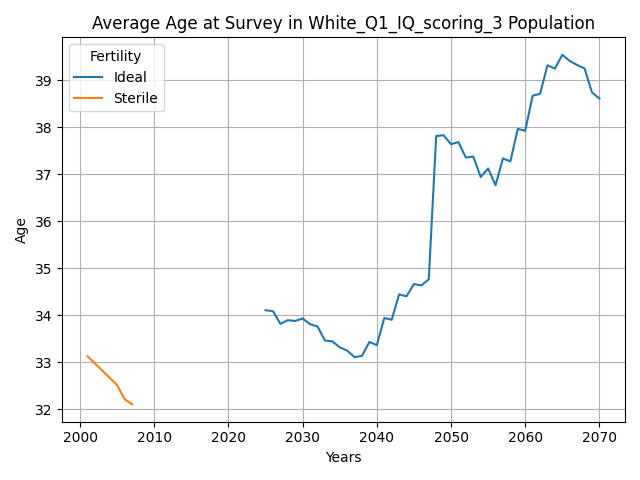 Average Age at Survey in White_Q1_IQ_scoring_3 Population
Fertility
Ideal
Sterile
39
38
37
36
35
34
33
32
Age
2000 2010 2020 2030 2040 2050 2060 2070
Years